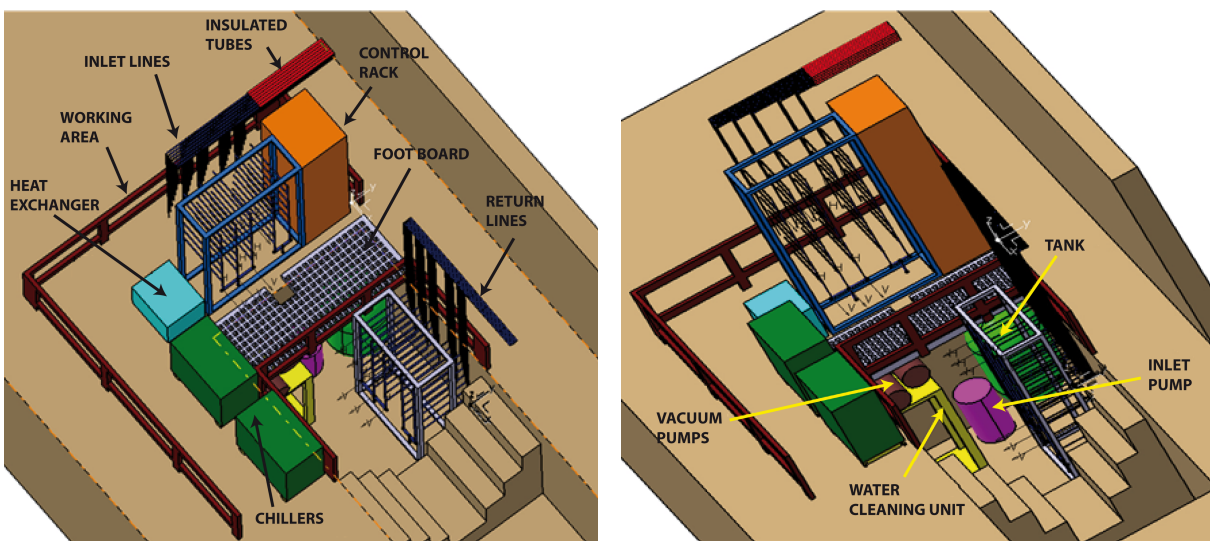 INSULATED
TUBES
INLET LINES
CONTROL
RACK
WORKING
AREA
FOOT BOARD
HEAT
EXCHANGER
RETURN
LINES
CHILLERS
TANK
INLET
PUMP
VACUUM
PUMPS
WATER
CLEANING UNIT